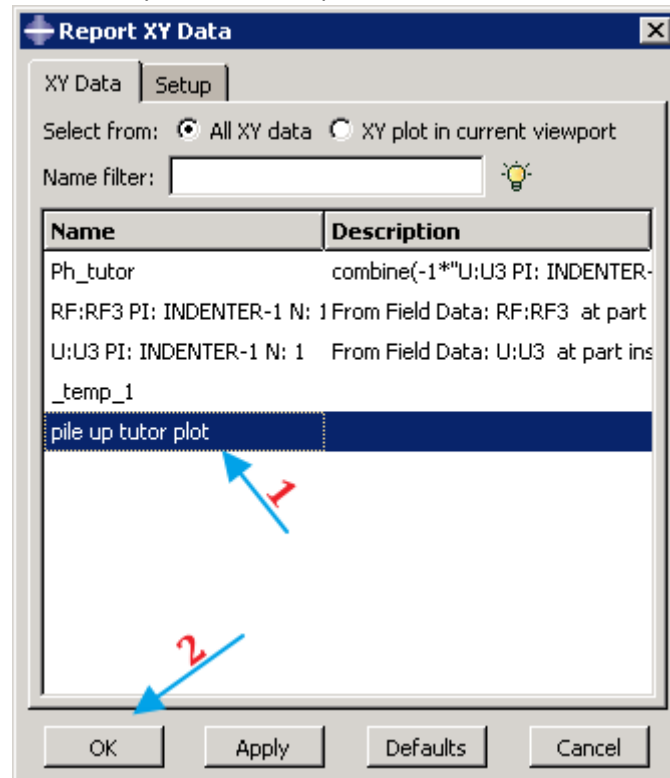 Report XY Data
XY Data Setup
Select from: All XY data XY plot in current viewport
Name filter:
Name Description
Ph_tutor combine(-1*"U:U3 PI: INDENTER-
RF:RF3 PI: INDENTER-1 N: 1 From Field Data: RF:RF3 at part
U:U3 PI: INDENTER-1 N: 1 From Field Data: U:U3 at part ins
_temp_1
pile up tutor plot
1
2
OK Apply Defaults Cancel